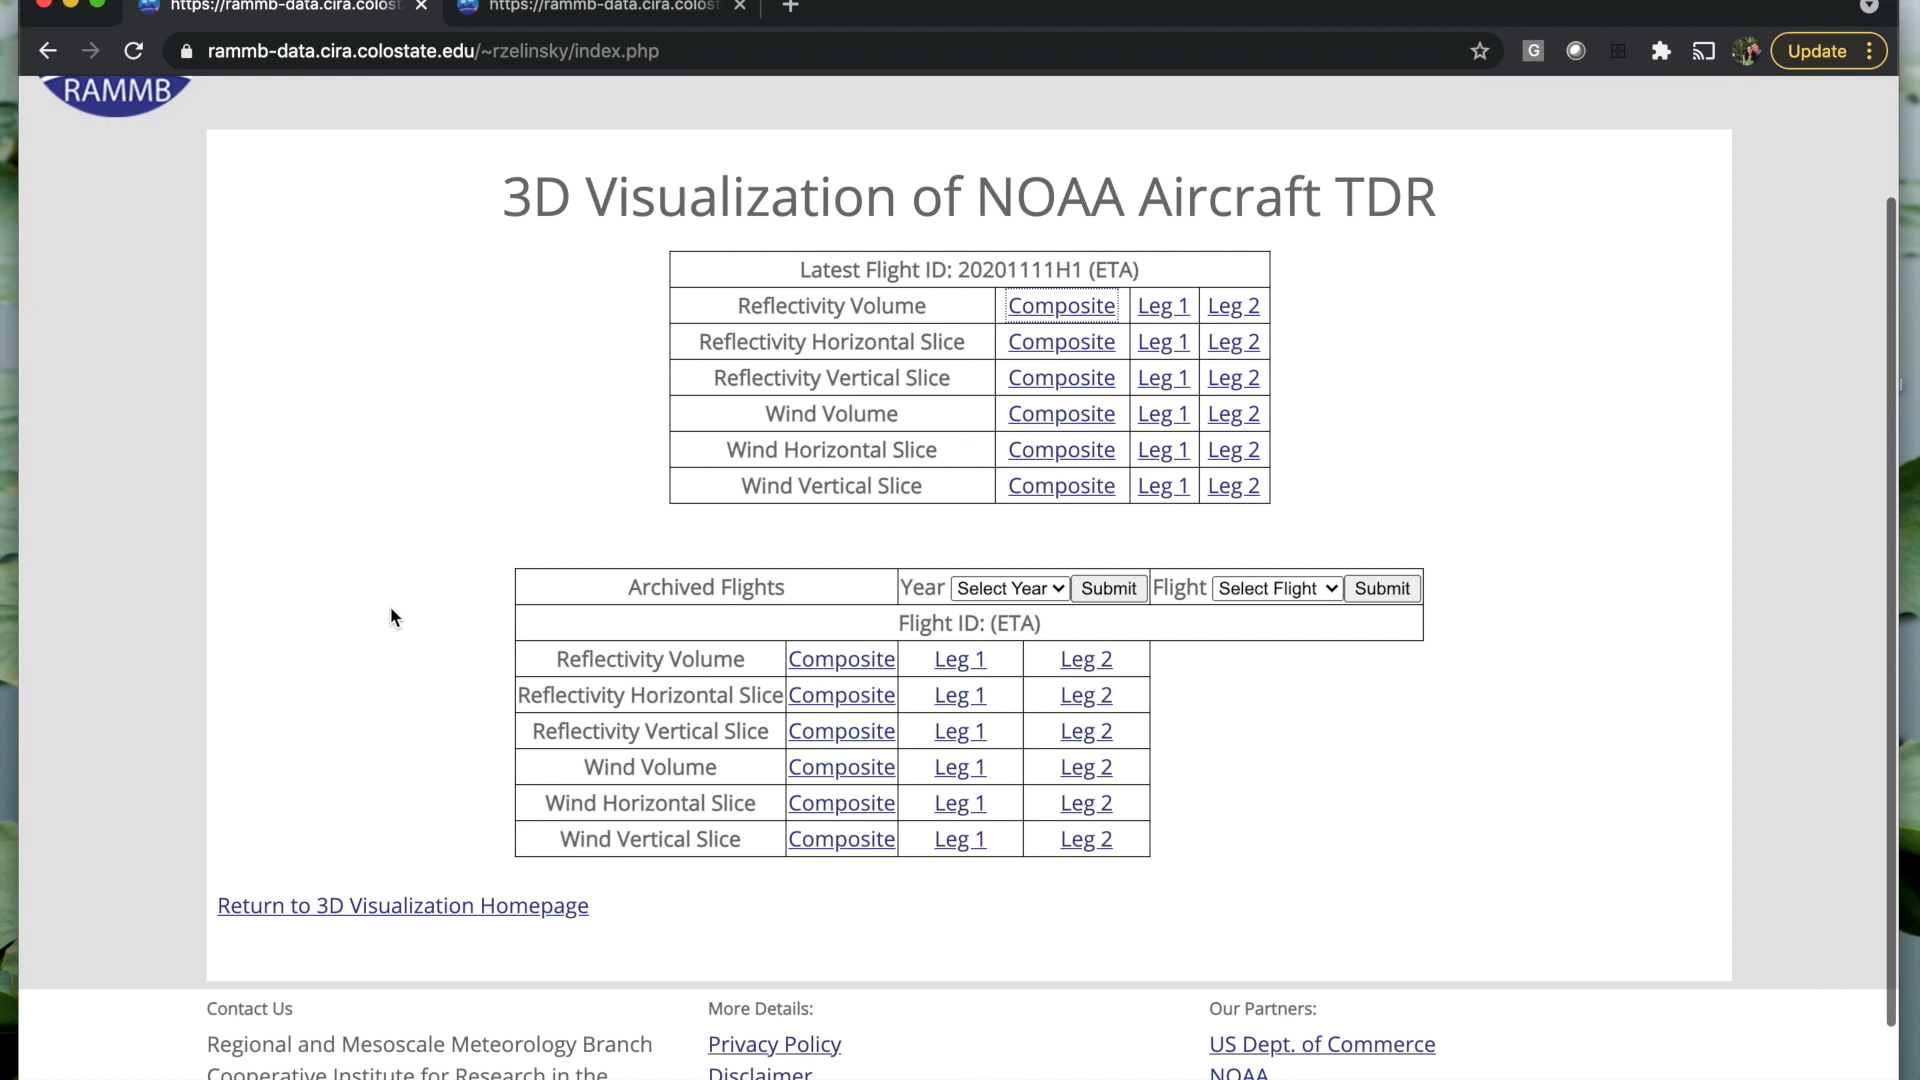 https://rammb-data.cira.colost
https://rammb-data.cira.colost
rammb-data.cira.colostate.edu/~rzelinsky/index.php
G
Update
RAMMB
3D Visualization of NOAA Aircraft TDR
Latest Flight ID: 20201111H1 (ETA)
Reflectivity Volume Composite Leg 1 Leg 2
Reflectivity Horizontal Slice Composite Leg 1 Leg 2
Reflectivity Vertical Slice Composite Leg 1 Leg 2
Wind Volume Composite Leg 1 Leg 2
Wind Horizontal Slice Composite Leg 1 Leg 2
Wind Vertical Slice Composite Leg 1 Leg 2
Archived Flights Year Select Year Submit Flight Select Flight Submit
Flight ID: (ETA)
Reflectivity Volume Composite Leg 1 Leg 2
Reflectivity Horizontal Slice Composite Leg 1 Leg 2
Reflectivity Vertical Slice Composite Leg 1 Leg 2
Wind Volume Composite Leg 1 Leg 2
Wind Horizontal Slice Composite Leg 1 Leg 2
Wind Vertical Slice Composite Leg 1 Leg 2
Return to 3D Visualization Homepage
Contact Us
Regional and Mesoscale Meteorology Branch
Cooperative Institute for Research in the
More Details:
Privacy Policy
Disclaimer
Our Partners:
US Dept. of Commerce
NOAA